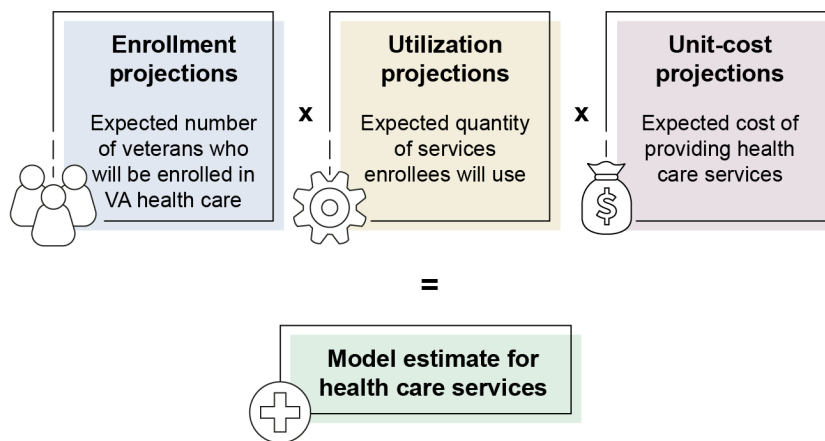 Enrollment
projections
Expected number
of veterans who
will be enrolled in
VA health care
x
Utilization
projections
Expected quantity
of services
enrollees will use
x
Unit-cost
projections
Expected cost of
providing health
care services
$
=
Model estimate for
health care services